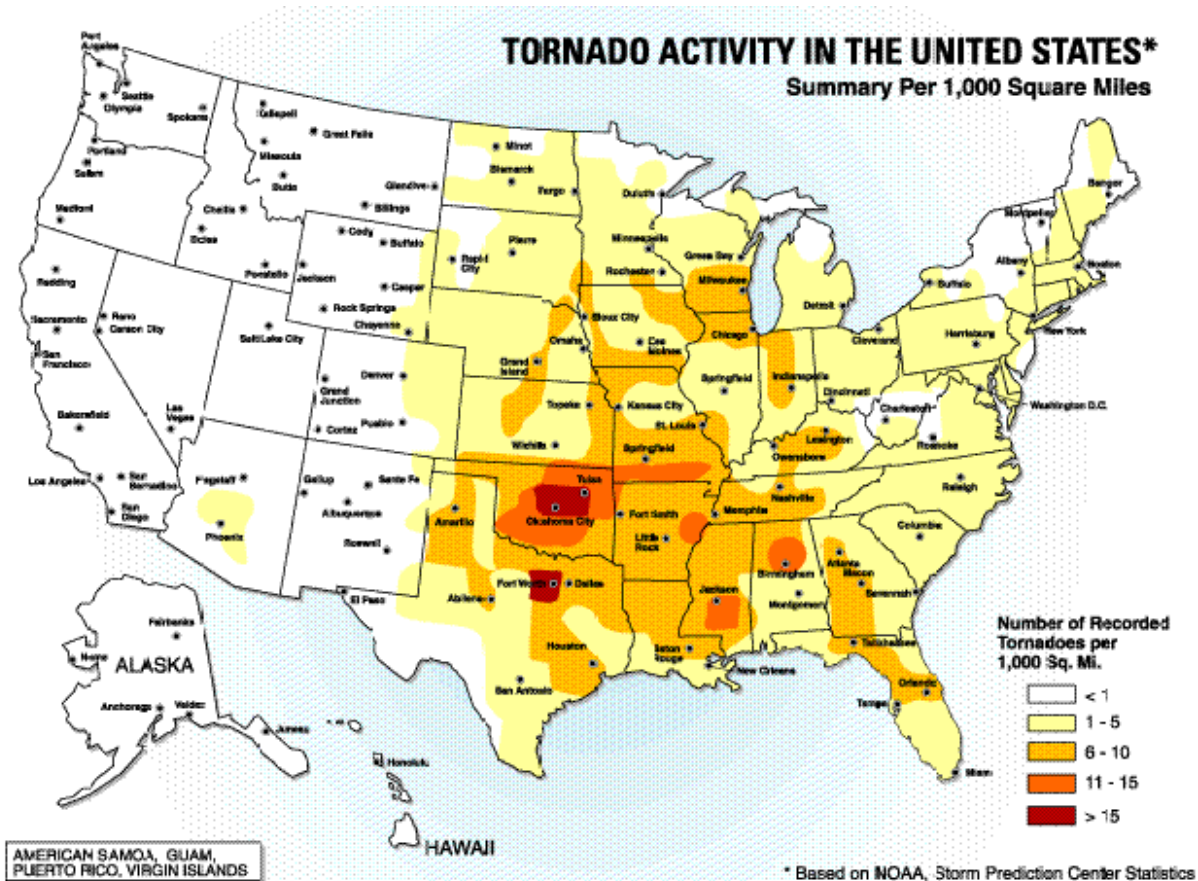 TORNADO ACTIVITY IN THE UNITED STATES*
Summary Per 1,000 Square Miles
Port
Angeles
Seattle
Olympia
Spokane
Portland
Salem
Medford
Kalispell
Great Falls
Missoula
Butte
Glendive
Billings
Challis
Boise
Pocatello
Cody
Buffalo
Jackson
Casper
Rock Springs
Cheyenne
Redding
Sacramento
San
Francisco
Reno
Carson City
Salt Lake City
Las
Vegas
Bakersfield
Los Angeles
San
Bernardino
San
Diego
Flagstaff
Phoenix
Denver
Grand
Junction
Pueblo
Cortez
Gallup
Santa Fe
Albuquerque
Roswell
El Paso
Minot
Bismarck
Fargo
Pierre
Rapid
City
Sioux City
Omaha
Grand
Island
Topeka
Wichita
Tulsa
Oklahoma City
Amarillo
Fort Worth
Dallas
Abilene
Houston
San Antonio
Duluth
Minneapolis
Rochester
Green Bay
Milwaukee
Des
Moines
Chicago
Springfield
Kansas City
St. Louis
Springfield
Fort Smith
Little
Rock
Memphis
Nashville
Jackson
Baton
Rouge
New Orleans
Birmingham
Montgomery
Detroit
Indianapolis
Cincinnati
Cleveland
Owensboro
Lexington
Charleston
Roanoke
Washington D.C.
Harrisburg
Buffalo
Albany
Montpelier
Bangor
Boston
New York
Raleigh
Columbia
Atlanta
Macon
Savannah
Tallahassee
Orlando
Tampa
Miami
Fairbanks
Nome
ALASKA
Anchorage
Valdez
Juneau
Honolulu
HAWAII
Number of Recorded
Tornadoes per
1,000 Sq. Mi.
< 1
1 - 5
6 - 10
11 - 15
> 15
AMERICAN SAMOA, GUAM,
PUERTO RICO, VIRGIN ISLANDS
* Based on NOAA, Storm Prediction Center Statistics